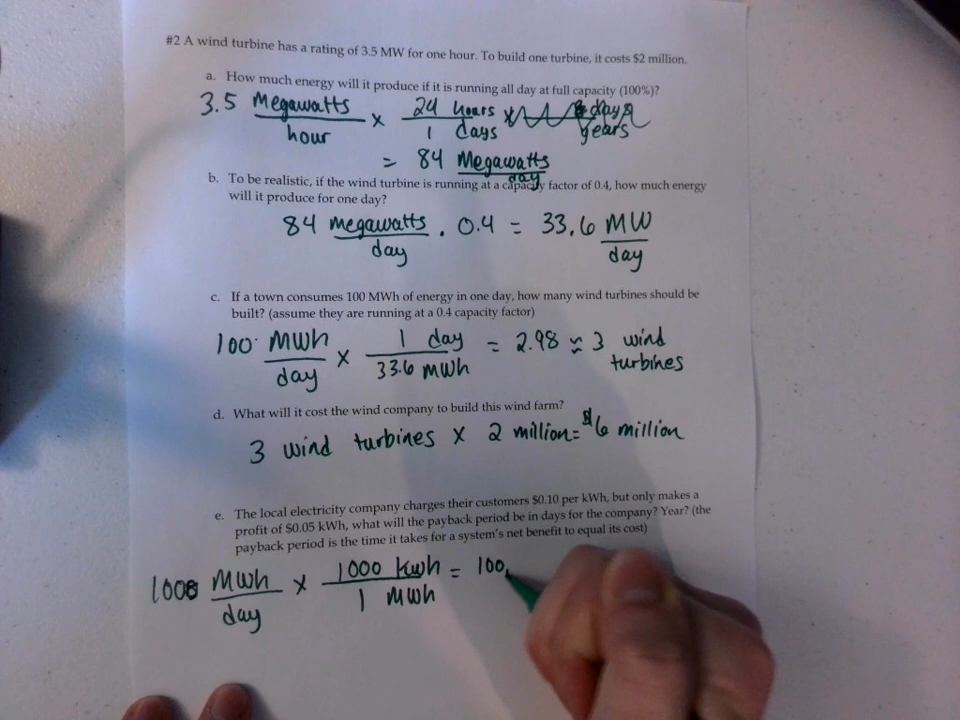 #2 A wind turbine has a rating of 3.5 MW for one hour. To build one turbine, it costs $2 million.
a. How much energy will it produce if it is running all day at full capacity (100%)?
3.5 Megawatts/hour x 24 hours/1 days x days/years
= 84 Megawatts/day
b. To be realistic, if the wind turbine is running at a capacity factor of 0.4, how much energy
will it produce for one day?
84 megawatts/day . 0.4 = 33.6 MW/day
c. If a town consumes 100 MWh of energy in one day, how many wind turbines should be
built? (assume they are running at a 0.4 capacity factor)
100 MWh/day x 1 day/33.6 MWh = 2.98 ≈ 3 wind turbines
d. What will it cost the wind company to build this wind farm?
3 wind turbines x 2 million = $6 million
e. The local electricity company charges their customers $0.10 per kWh, but only makes a
profit of $0.05 kWh, what will the payback period be in days for the company? Year? (the
payback period is the time it takes for a system's net benefit to equal its cost)
MWh/day x 1000 kwh/1 MWh = 100,